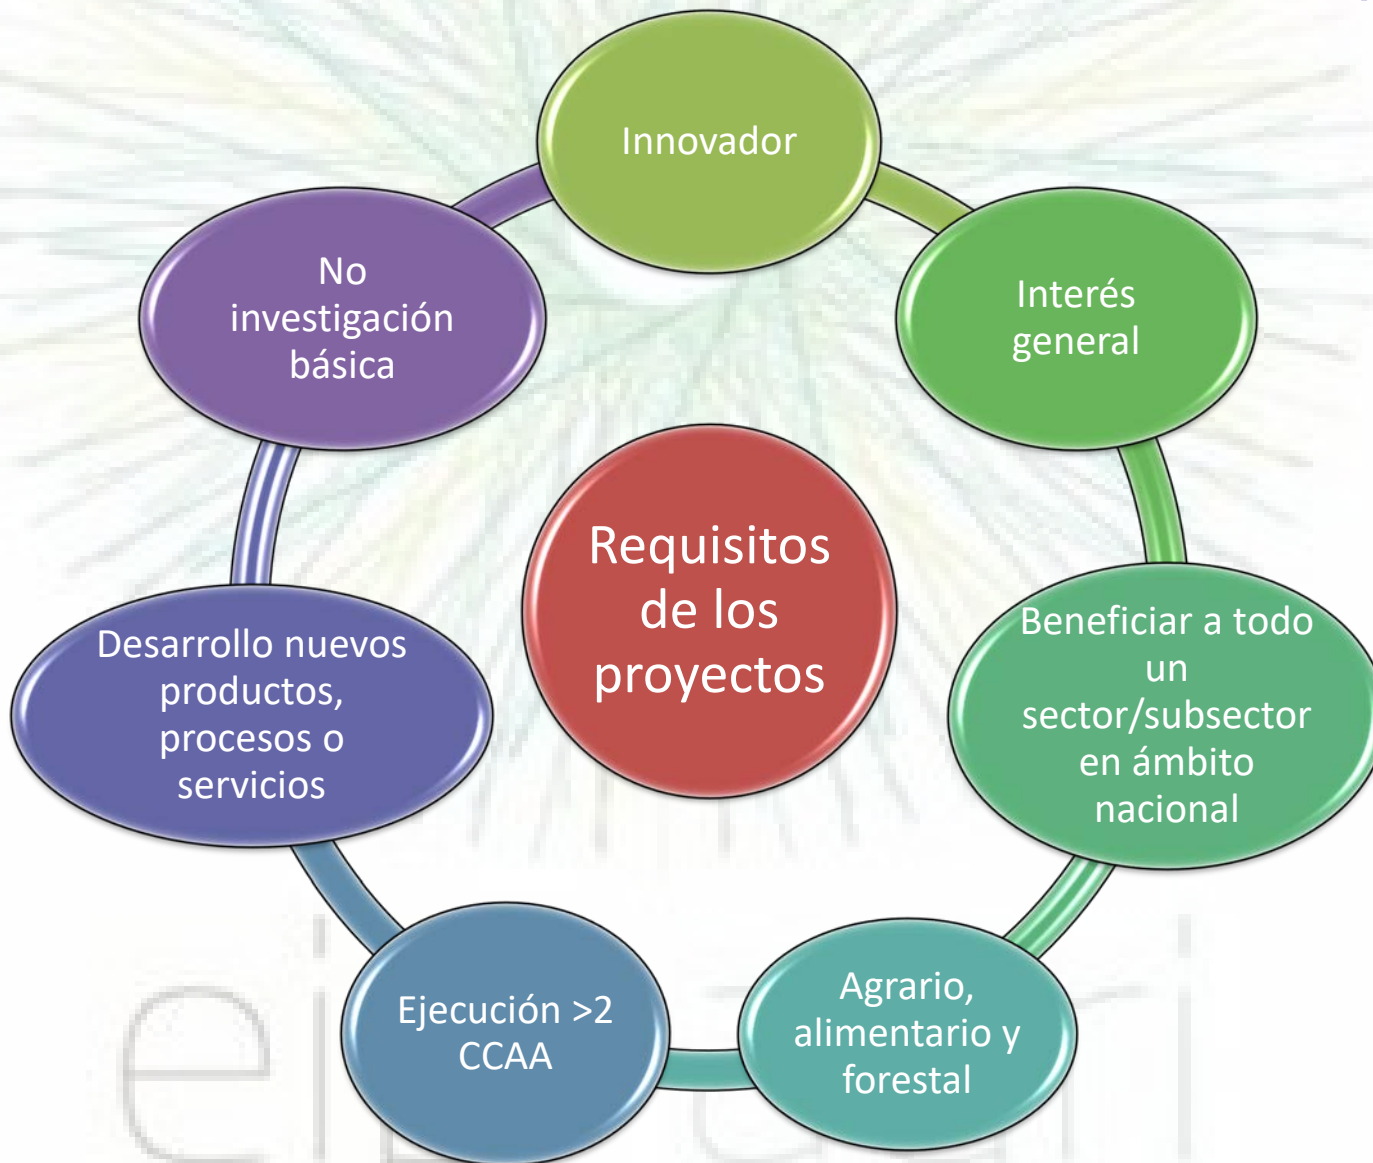 Innovador
Interés
general
Beneficiar a todo
un
sector/subsector
en ámbito
nacional
Agrario,
alimentario y
forestal
Ejecución >2
CCAA
Desarrollo nuevos
productos,
procesos o
servicios
No
investigación
básica
Requisitos
de los
proyectos